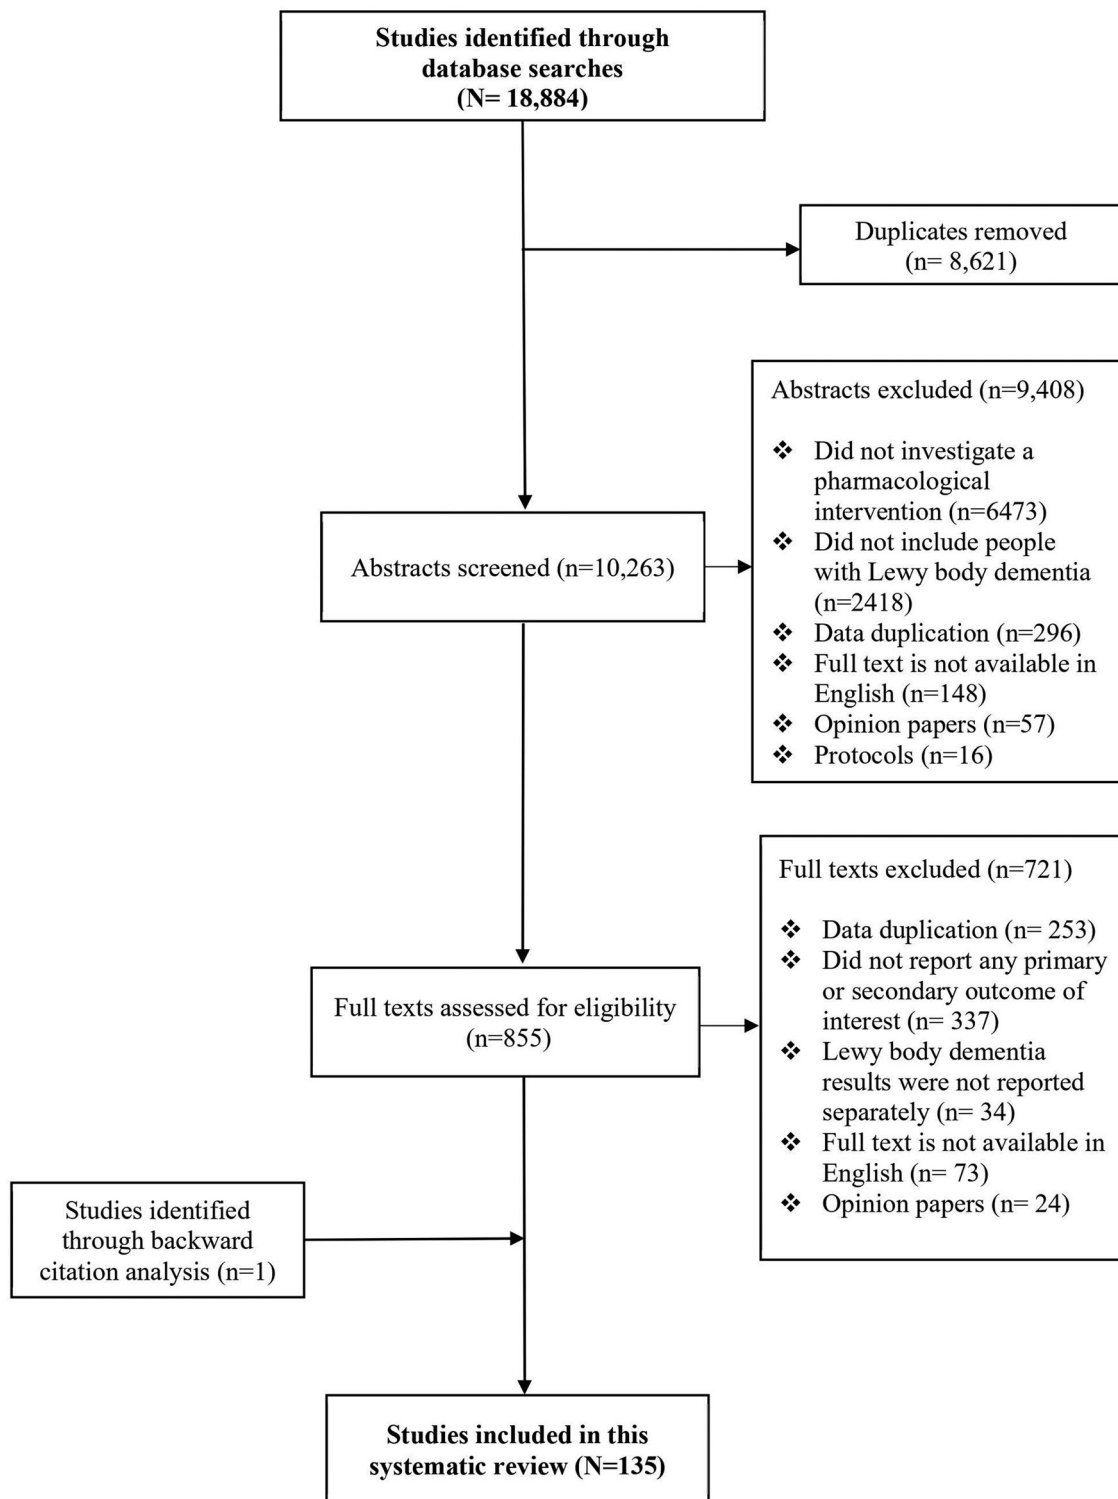 Studies identified through
database searches
(N= 18,884)
Duplicates removed
(n= 8,621)
Abstracts excluded (n=9,408)
❖ Did not investigate a
pharmacological
intervention (n=6473)
❖ Did not include people
with Lewy body dementia
(n=2418)
❖ Data duplication (n=296)
❖ Full text is not available in
English (n=148)
❖ Opinion papers (n=57)
❖ Protocols (n=16)
Abstracts screened (n=10,263)
Full texts excluded (n=721)
❖ Data duplication (n= 253)
❖ Did not report any primary
or secondary outcome of
interest (n= 337)
❖ Lewy body dementia
results were not reported
separately (n= 34)
❖ Full text is not available in
English (n= 73)
❖ Opinion papers (n= 24)
Full texts assessed for eligibility
(n=855)
Studies identified
through backward
citation analysis (n=1)
Studies included in this
systematic review (N=135)